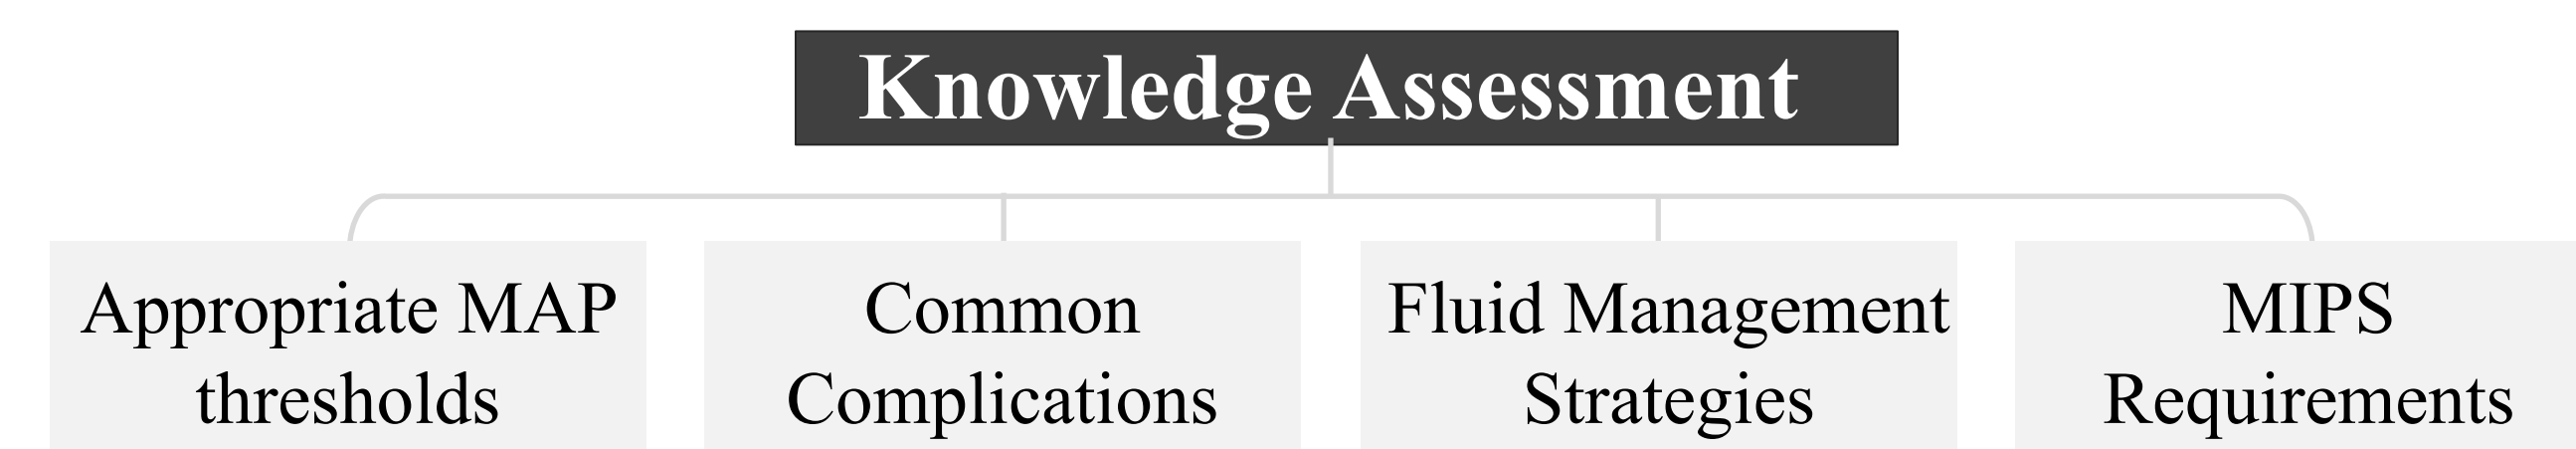 Knowledge Assessment
Appropriate MAP
thresholds
Common
Complications
Fluid Management
Strategies
MIPS
Requirements